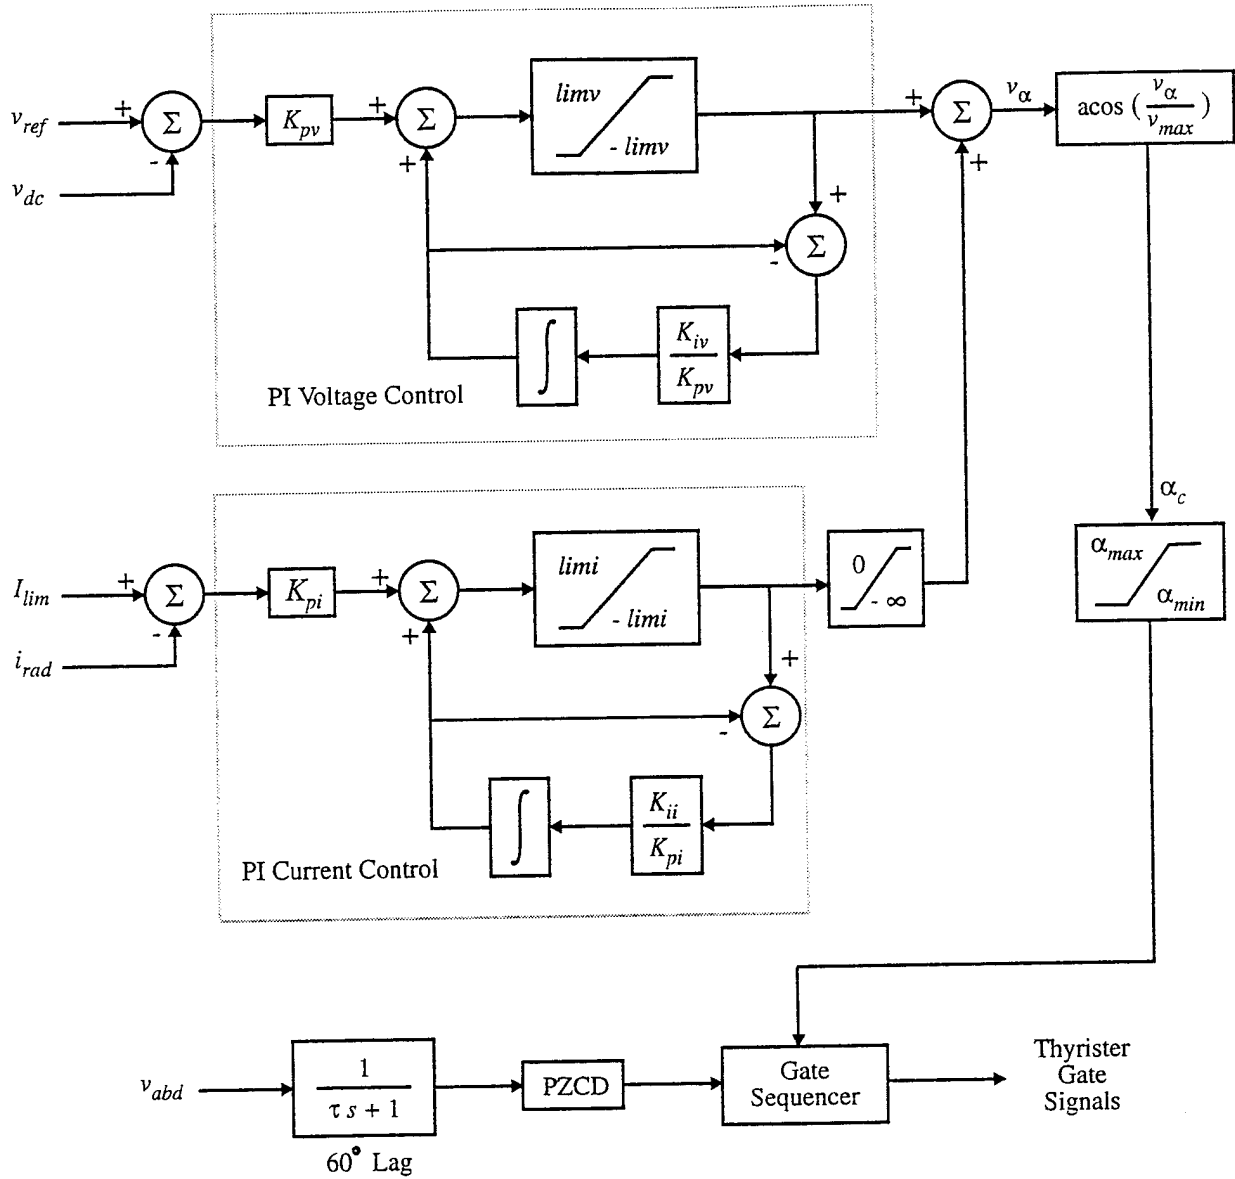 v_ref
+
Σ
-
v_dc
K_pv
+
Σ
+
limv
- limv
+
Σ
-
∫
K_iv
K_pv
PI Voltage Control
+
Σ
+
v_α
acos ( v_α / v_max )
α_c
α_max
α_min
I_lim
+
Σ
-
i_rad
K_pi
+
Σ
+
limi
- limi
0
- ∞
+
Σ
-
∫
K_ii
K_pi
PI Current Control
v_abd
1
τ s + 1
60° Lag
PZCD
Gate
Sequencer
Thyrister
Gate
Signals